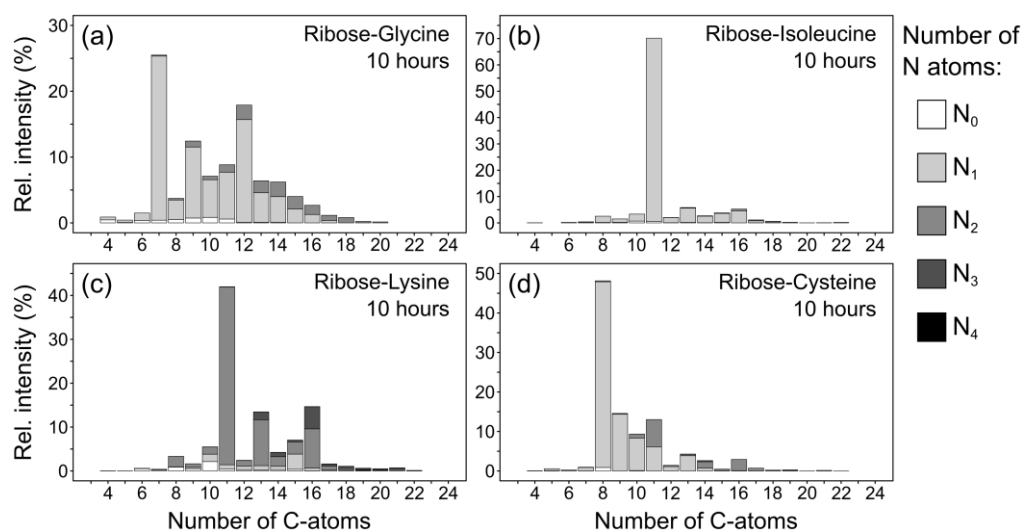 (a)
Ribose-Glycine
10 hours
Rel. intensity (%)
30
20
10
0
4 6 8 10 12 14 16 18 20 22 24
(b)
Ribose-Isoleucine
10 hours
70
60
50
40
30
20
10
0
4 6 8 10 12 14 16 18 20 22 24
Number of
N atoms:
N₀
N₁
N₂
N₃
N₄
(c)
Ribose-Lysine
10 hours
Rel. intensity (%)
40
30
20
10
0
4 6 8 10 12 14 16 18 20 22 24
Number of C-atoms
(d)
Ribose-Cysteine
10 hours
50
40
30
20
10
0
4 6 8 10 12 14 16 18 20 22 24
Number of C-atoms